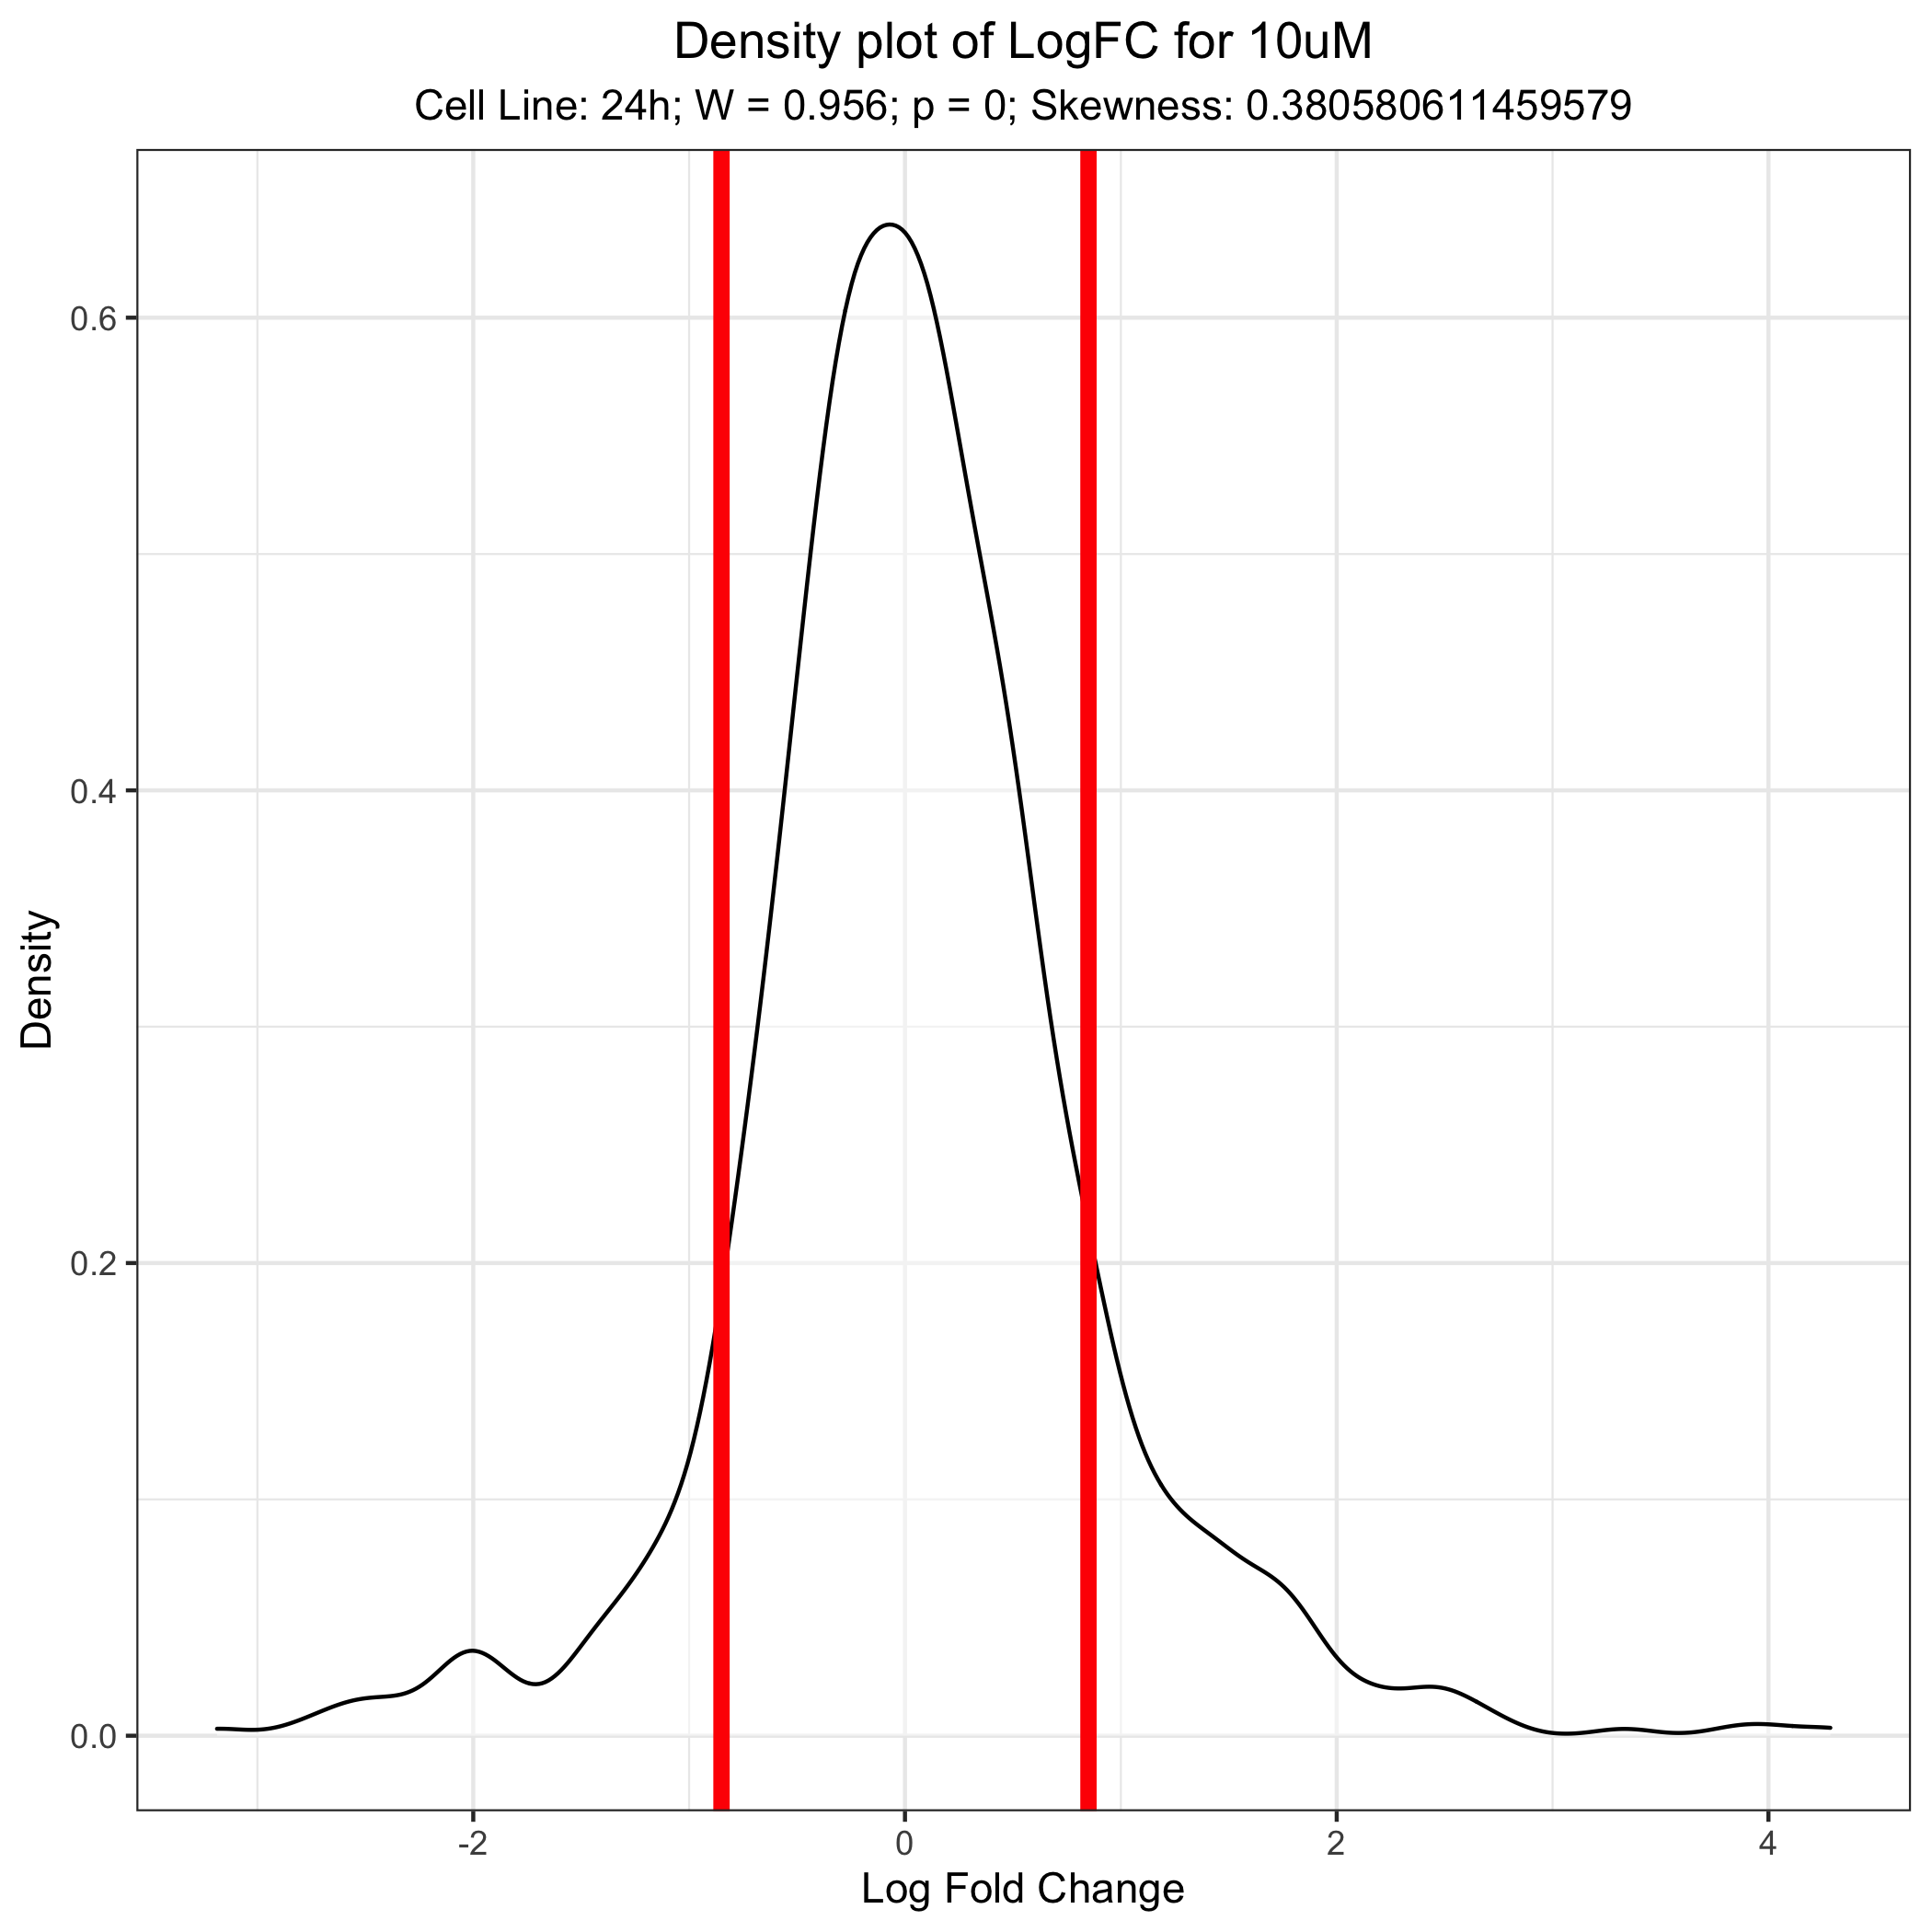 Density plot of LogFC for 10uM
Cell Line: 24h; W = 0.956; p = 0; Skewness: 0.380580611459579
0.6
0.4
0.2
0.0
Density
-2 0 2 4
Log Fold Change